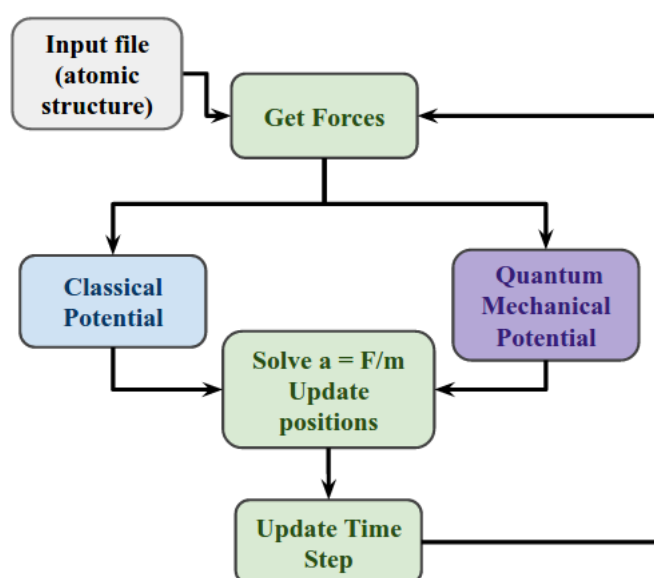 Input file
(atomic
structure)
Get Forces
Classical
Potential
Quantum
Mechanical
Potential
Solve a = F/m
Update
positions
Update Time
Step